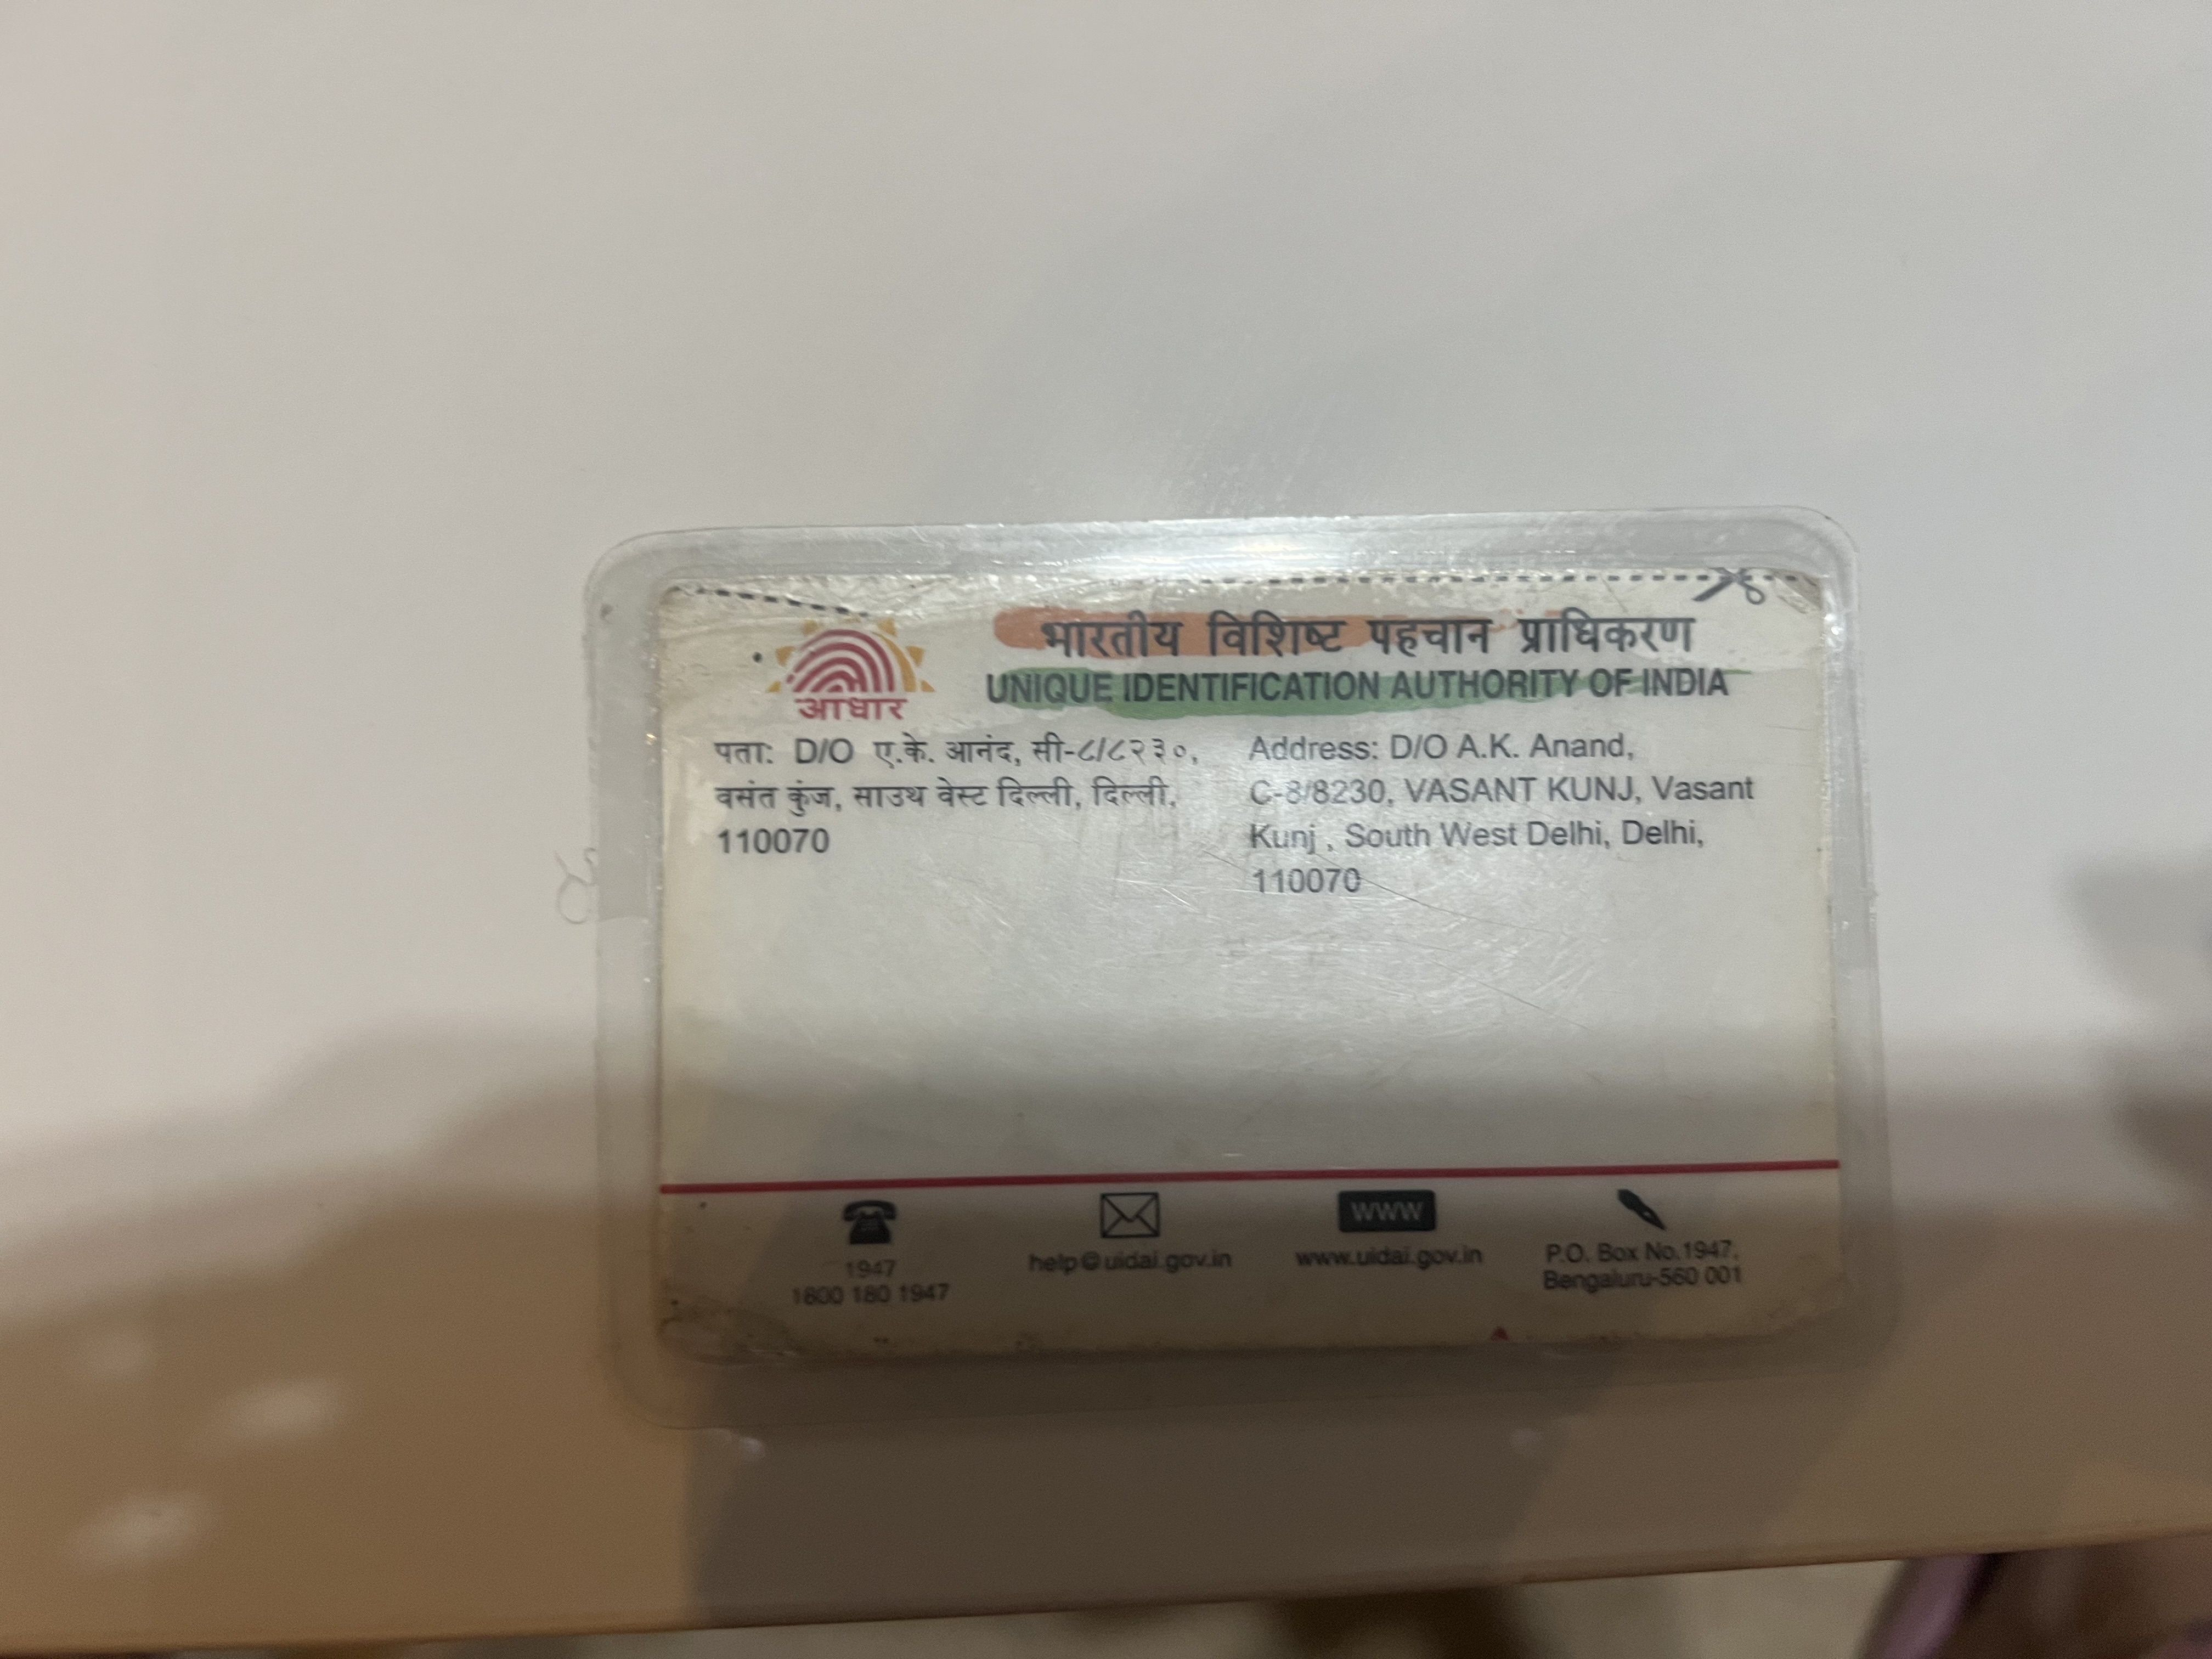 भारतीय विशिष्ट पहचान प्राधिकरण
UNIQUE IDENTIFICATION AUTHORITY OF INDIA
आधार
पता: D/O ए.के. आनंद, सी-८/८२३०,
वसंत कुंज, साउथ वेस्ट दिल्ली, दिल्ली,
110070
Address: D/O A.K. Anand,
C-8/8230, VASANT KUNJ, Vasant
Kunj , South West Delhi, Delhi,
110070
1947
1800 180 1947
help@uidai.gov.in
WWW
www.uidai.gov.in
P.O. Box No.1947,
Bengaluru-560 001